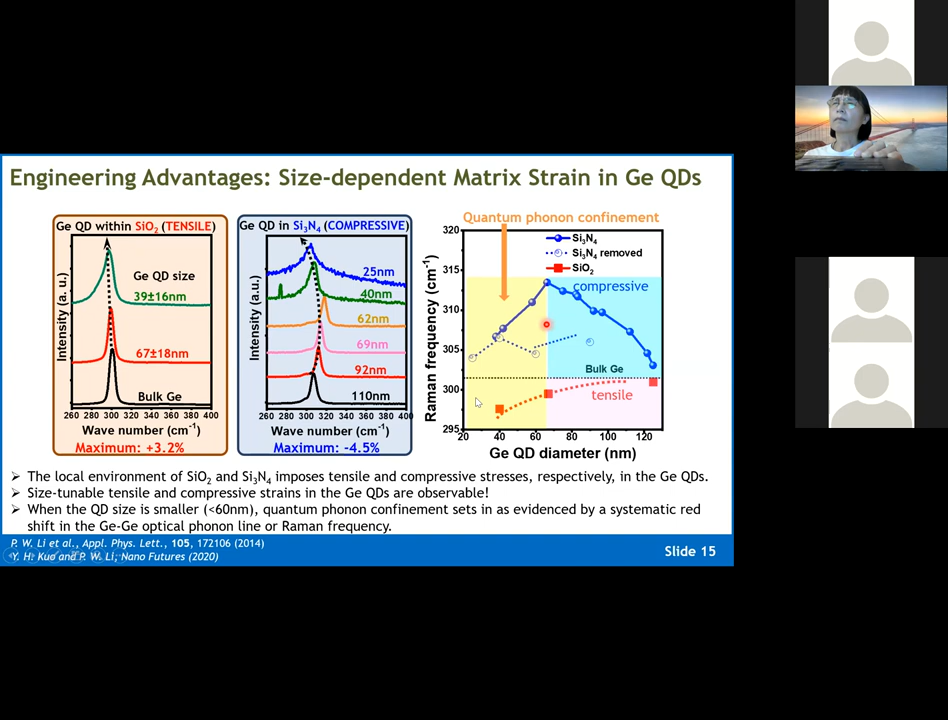 Engineering Advantages: Size-dependent Matrix Strain in Ge QDs
Ge QD within SiO2 (TENSILE)
Intensity (a. u.)
Ge QD size
39±16nm
67±18nm
Bulk Ge
260 280 300 320 340 360 380 400
Wave number (cm-1)
Maximum: +3.2%
Ge QD in Si3N4 (COMPRESSIVE)
Intensity (a.u.)
25nm
40nm
62nm
69nm
92nm
110nm
260 280 300 320 340 360 380 400
Wave number (cm-1)
Maximum: -4.5%
Quantum phonon confinement
Raman frequency (cm-1)
320
315
310
305
300
295
Si3N4
Si3N4 removed
SiO2
compressive
Bulk Ge
tensile
20 40 60 80 100 120
Ge QD diameter (nm)
➢ The local environment of SiO2 and Si3N4 imposes tensile and compressive stresses, respectively, in the Ge QDs.
➢ Size-tunable tensile and compressive strains in the Ge QDs are observable!
➢ When the QD size is smaller (<60nm), quantum phonon confinement sets in as evidenced by a systematic red
shift in the Ge-Ge optical phonon line or Raman frequency.
P. W. Li et al., Appl. Phys. Lett., 105, 172106 (2014)
Y. H. Kuo and P. W. Li, Nano Futures (2020)
Slide 15